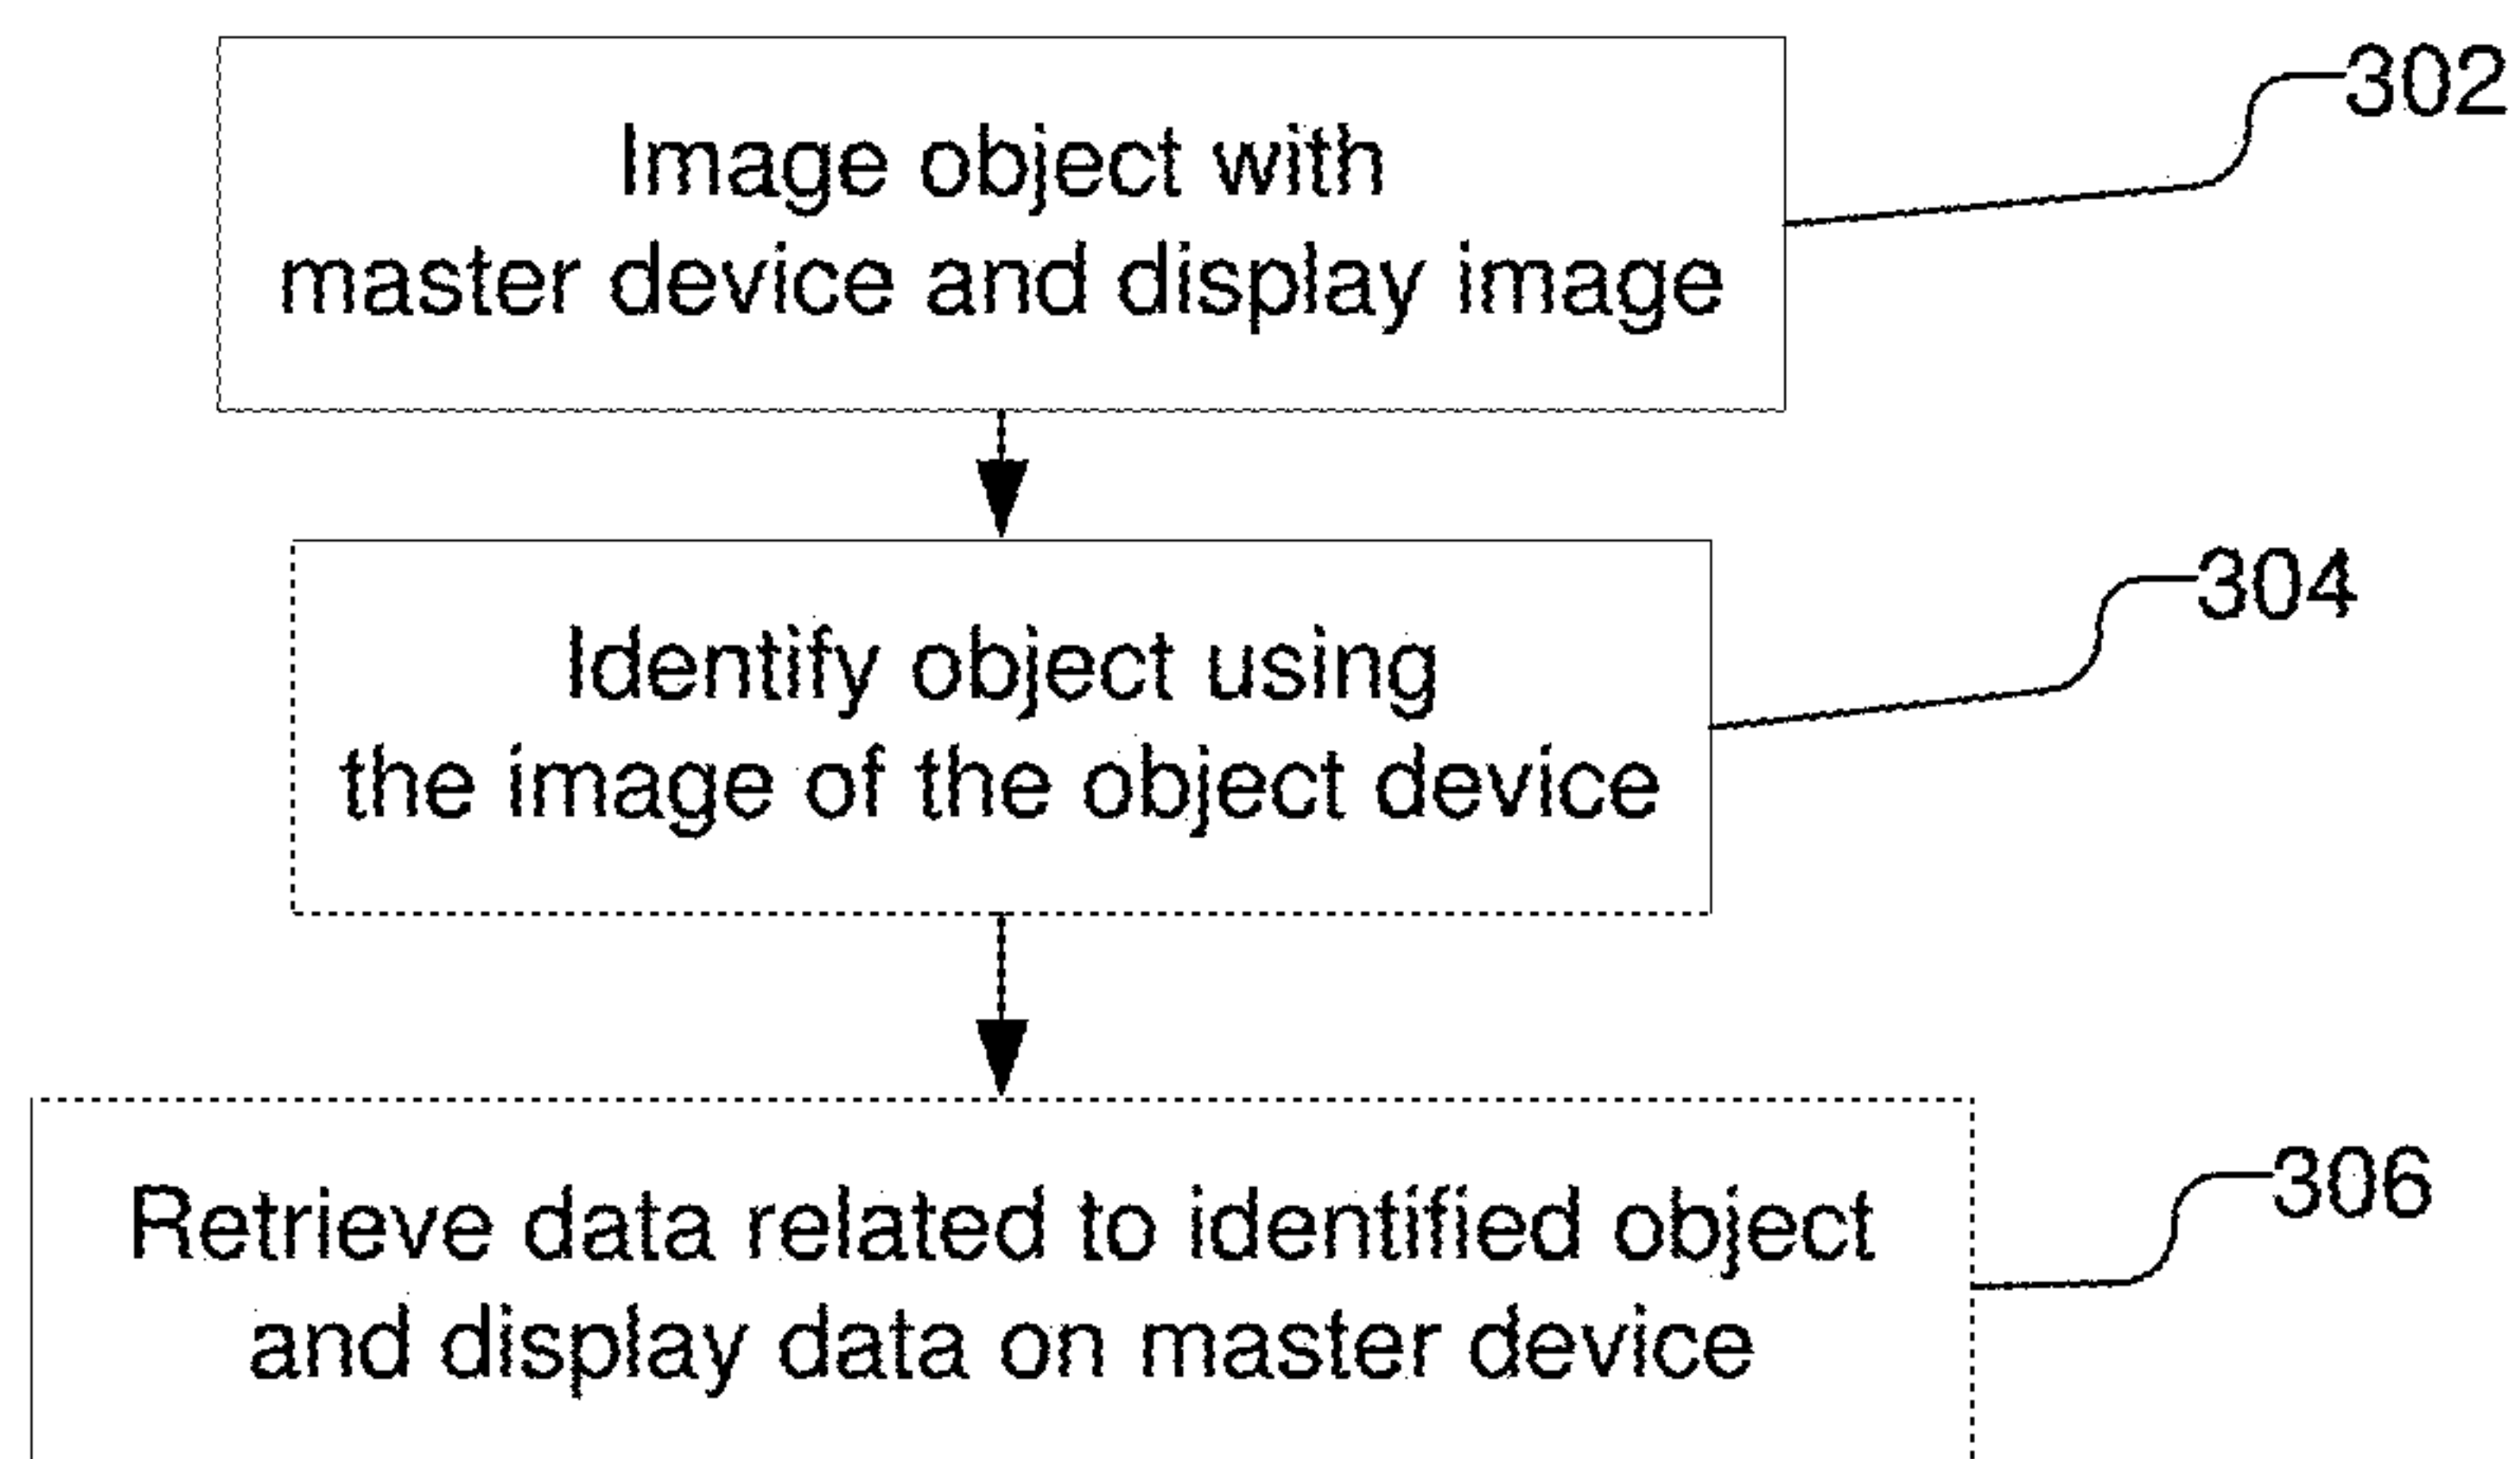 302
Image object with
master device and display image
304
Identify object using
the image of the object device
306
Retrieve data related to identified object
and display data on master device